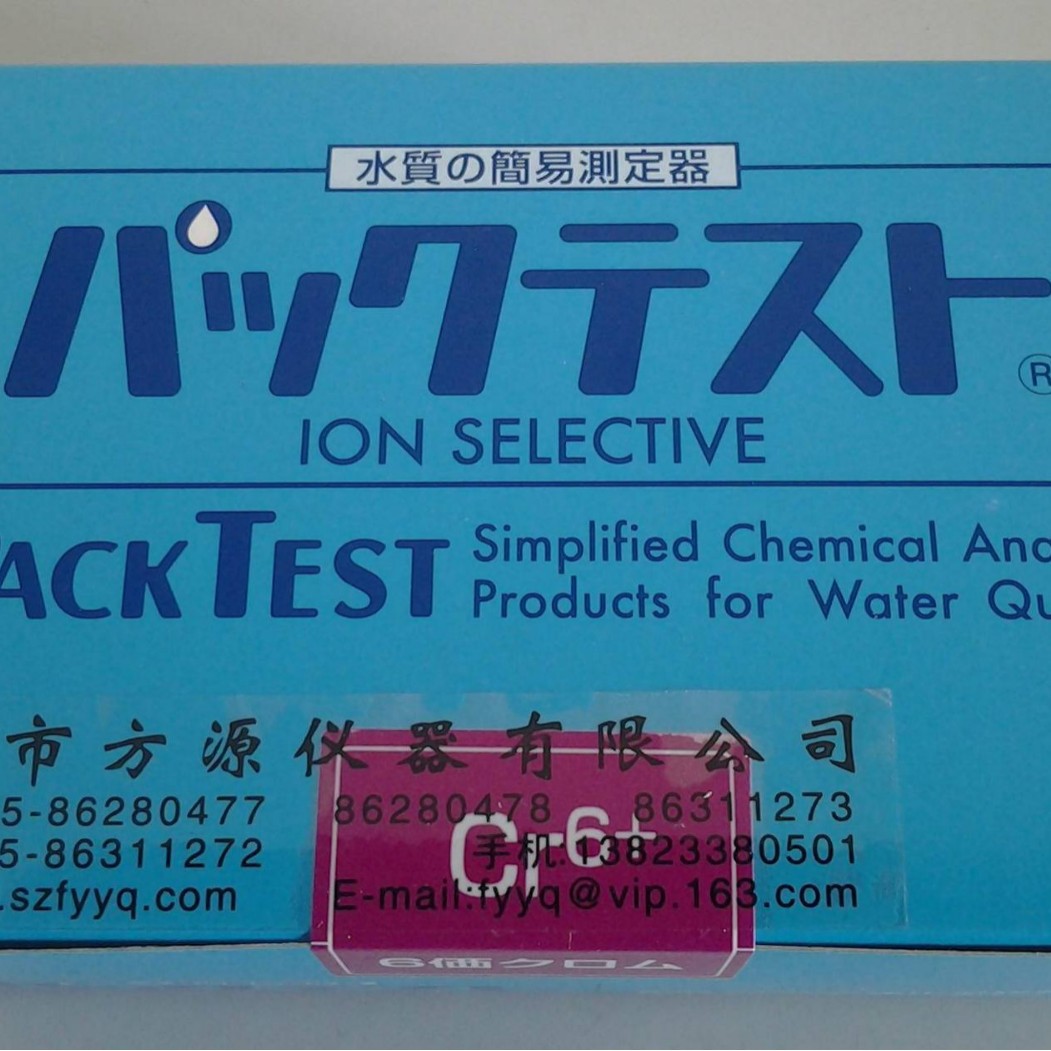 水質の簡易測定器
パックテスト®
ION SELECTIVE
PACKTEST
Simplified Chemical Ana
Products for Water Qu
市方源仪器有限公司
5-86280477 86280478 86311273
5-86311272 手机:13823380501
.szfyyq.com E-mail:fyyq@vip.163.com
Cr6+
6価クロム